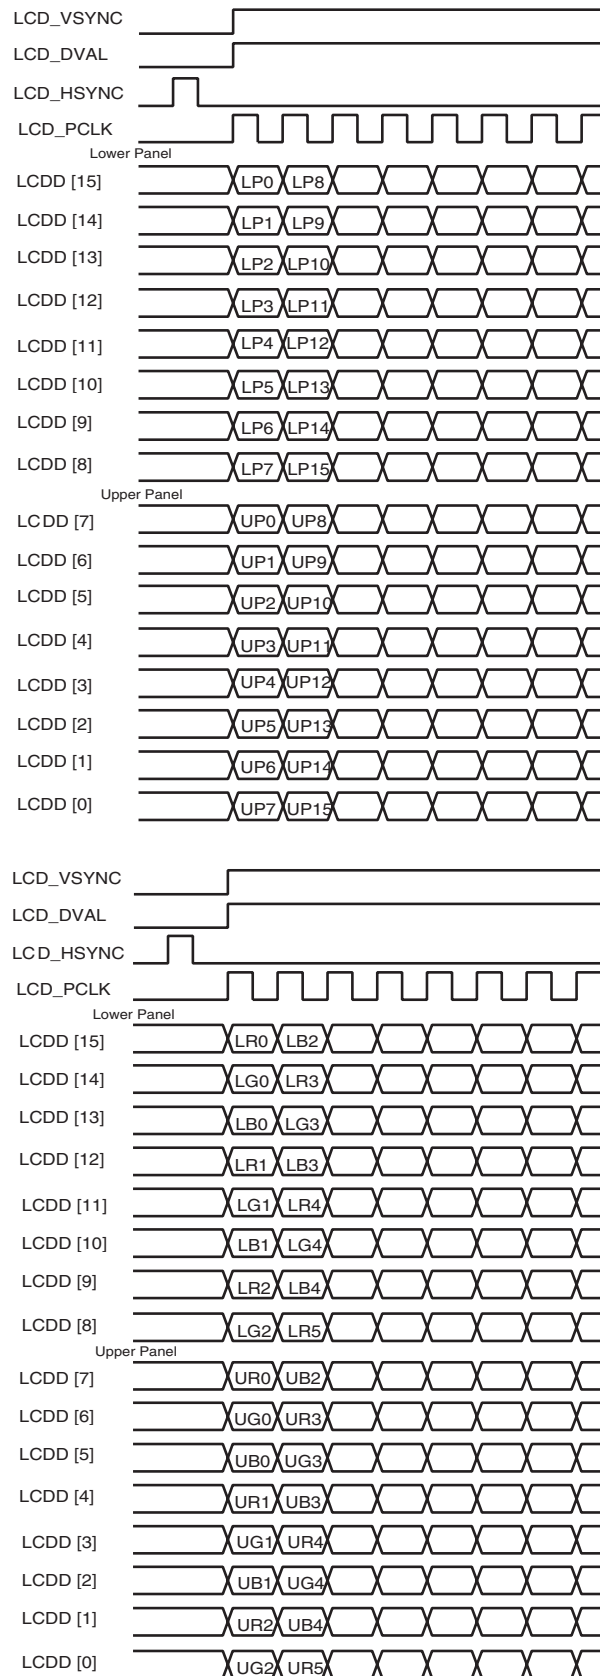 LCD_VSYNC
LCD_DVAL
LCD_HSYNC
LCD_PCLK
Lower Panel
LCDD [15] LP0 LP8
LCDD [14] LP1 LP9
LCDD [13] LP2 LP10
LCDD [12] LP3 LP11
LCDD [11] LP4 LP12
LCDD [10] LP5 LP13
LCDD [9] LP6 LP14
LCDD [8] LP7 LP15
Upper Panel
LCDD [7] UP0 UP8
LCDD [6] UP1 UP9
LCDD [5] UP2 UP10
LCDD [4] UP3 UP11
LCDD [3] UP4 UP12
LCDD [2] UP5 UP13
LCDD [1] UP6 UP14
LCDD [0] UP7 UP15
LCD_VSYNC
LCD_DVAL
LCD_HSYNC
LCD_PCLK
Lower Panel
LCDD [15] LR0 LB2
LCDD [14] LG0 LR3
LCDD [13] LB0 LG3
LCDD [12] LR1 LB3
LCDD [11] LG1 LR4
LCDD [10] LB1 LG4
LCDD [9] LR2 LB4
LCDD [8] LG2 LR5
Upper Panel
LCDD [7] UR0 UB2
LCDD [6] UG0 UR3
LCDD [5] UB0 UG3
LCDD [4] UR1 UB3
LCDD [3] UG1 UR4
LCDD [2] UB1 UG4
LCDD [1] UR2 UB4
LCDD [0] UG2 UR5